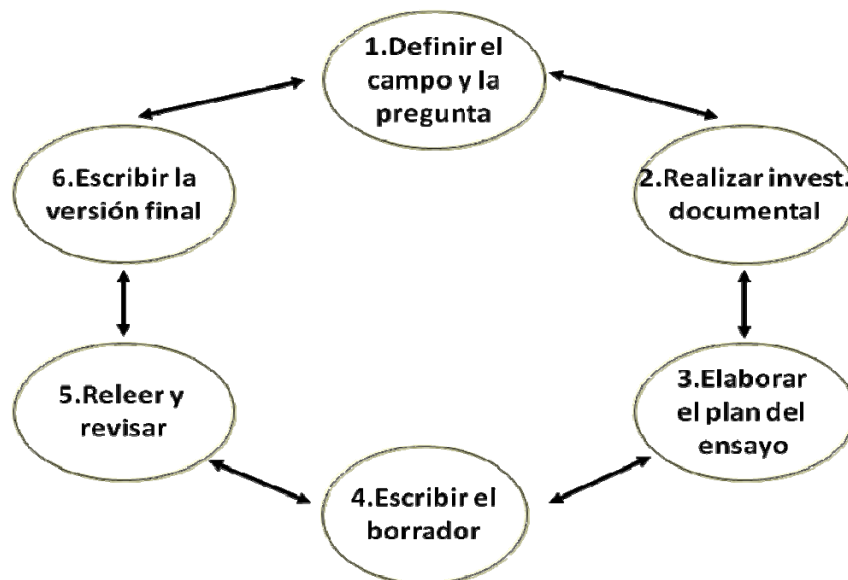 1.Definir el
campo y la
pregunta
2.Realizar invest.
documental
3.Elaborar
el plan del
ensayo
4.Escribir el
borrador
5.Releer y
revisar
6.Escribir la
versión final